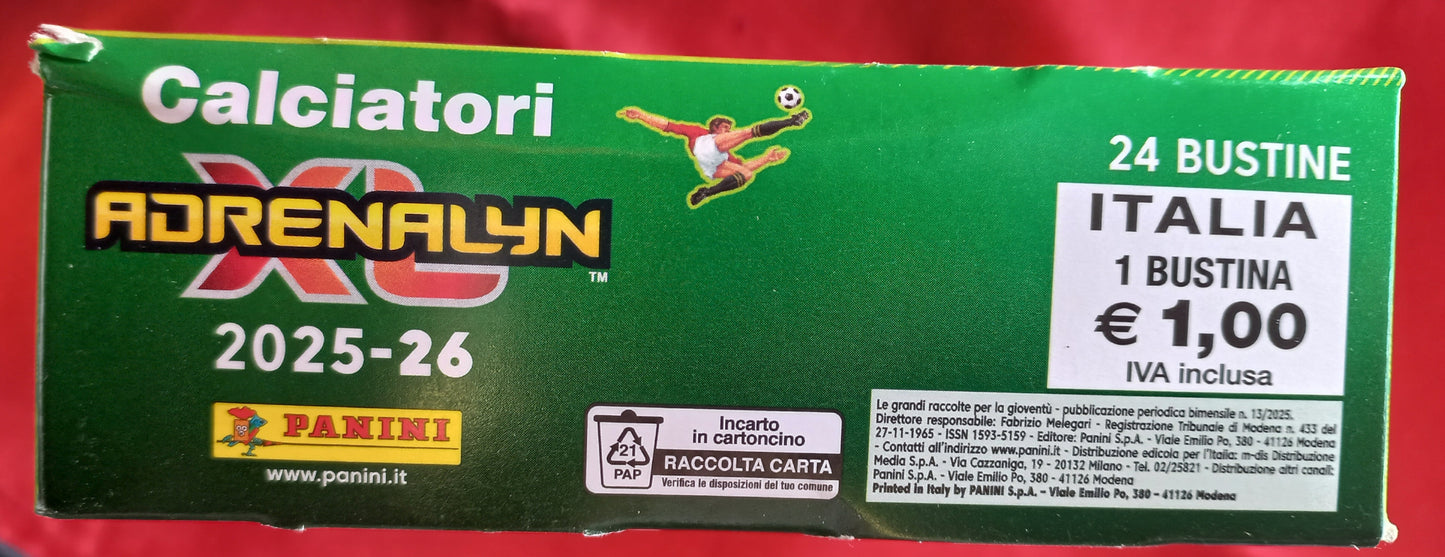 Calciatori
ADRENALYN
XL
TM
2025-26
PANINI
www.panini.it
24 BUSTINE
ITALIA
1 BUSTINA
€ 1,00
IVA inclusa
21
PAP
Incarto
in cartoncino
RACCOLTA CARTA
Verifica le disposizioni del tuo comune
Le grandi raccolte per la gioventù - pubblicazione periodica bimensile n. 13/2025.
Direttore responsabile: Fabrizio Melegari - Registrazione Tribunale di Modena n. 433 del
27-11-1965 - ISSN 1593-5159 - Editore: Panini S.p.A. - Viale Emilio Po, 380 - 41126 Modena
- Contatti all'indirizzo www.panini.it - Distribuzione edicola per l'Italia: m-dis Distribuzione
Media S.p.A. - Via Cazzaniga, 19 - 20132 Milano - Tel. 02/25821 - Distribuzione altri canali:
Panini S.p.A. - Viale Emilio Po, 380 - 41126 Modena
Printed in Italy by PANINI S.p.A. - Viale Emilio Po, 380 - 41126 Modena